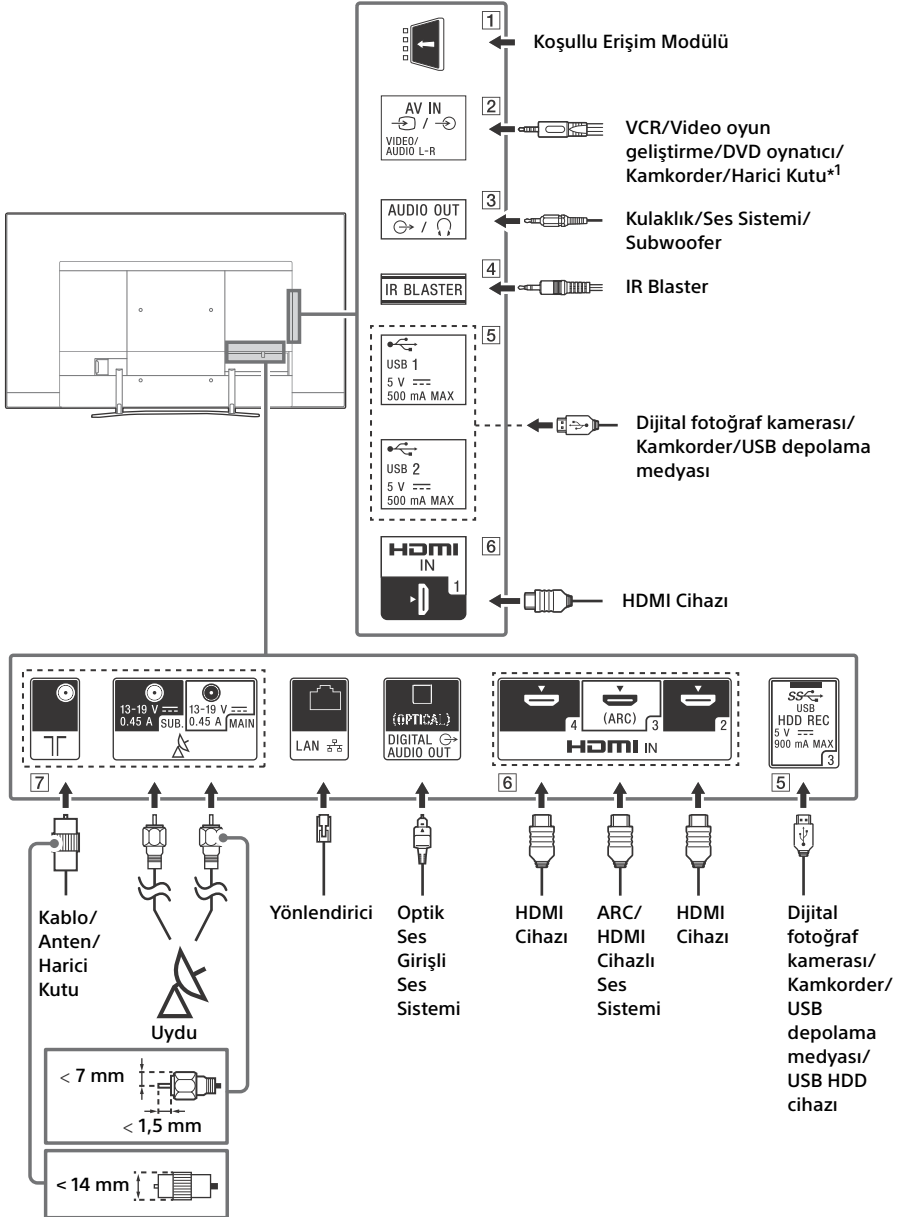 1
Koşullu Erişim Modülü
AV IN
/
VIDEO/
AUDIO L-R
2
VCR/Video oyun
geliştirme/DVD oynatıcı/
Kamkorder/Harici Kutu*1
AUDIO OUT
/
3
Kulaklık/Ses Sistemi/
Subwoofer
4
IR BLASTER
IR Blaster
5
USB 1
5 V
500 mA MAX
USB 2
5 V
500 mA MAX
Dijital fotoğraf kamerası/
Kamkorder/USB depolama
medyası
HDMI
IN
1
6
HDMI Cihazı
13-19 V
0.45 A SUB.
13-19 V
0.45 A MAIN
LAN
(OPTICAL)
DIGITAL
AUDIO OUT
4
(ARC) 3
2
HDMI IN
SS
USB
HDD REC
5 V
900 mA MAX
3
7
6
5
Kablo/
Anten/
Harici
Kutu
Uydu
Yönlendirici
Optik
Ses
Girişli
Ses
Sistemi
HDMI
Cihazı
ARC/
HDMI
Cihazlı
Ses
Sistemi
HDMI
Cihazı
Dijital
fotoğraf
kamerası/
Kamkorder/
USB
depolama
medyası/
USB HDD
cihazı
< 7 mm
< 1,5 mm
< 14 mm